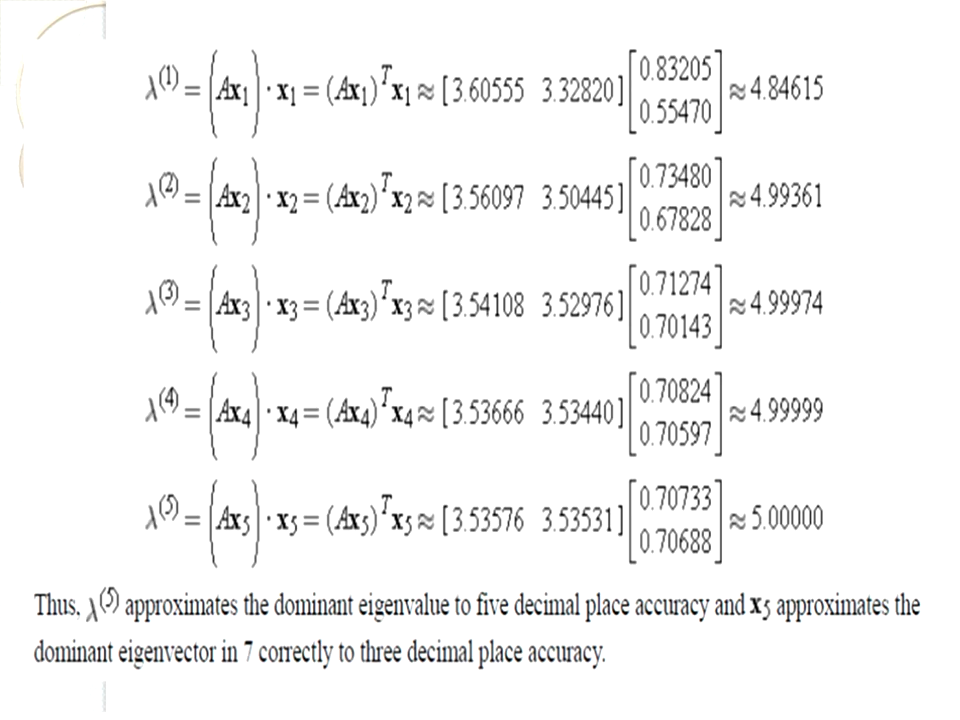 λ^(1) = (Ax₁) · x₁ = (Ax₁)^T x₁ ≈ [3.60555 3.32820] [0.83205 0.55470] ≈ 4.84615
λ^(2) = (Ax₂) · x₂ = (Ax₂)^T x₂ ≈ [3.56097 3.50445] [0.73480 0.67828] ≈ 4.99361
λ^(3) = (Ax₃) · x₃ = (Ax₃)^T x₃ ≈ [3.54108 3.52976] [0.71274 0.70143] ≈ 4.99974
λ^(4) = (Ax₄) · x₄ = (Ax₄)^T x₄ ≈ [3.53666 3.53440] [0.70824 0.70597] ≈ 4.99999
λ^(5) = (Ax₅) · x₅ = (Ax₅)^T x₅ ≈ [3.53576 3.53531] [0.70733 0.70688] ≈ 5.00000
Thus, λ^(5) approximates the dominant eigenvalue to five decimal place accuracy and x₅ approximates the
dominant eigenvector in 7 correctly to three decimal place accuracy.